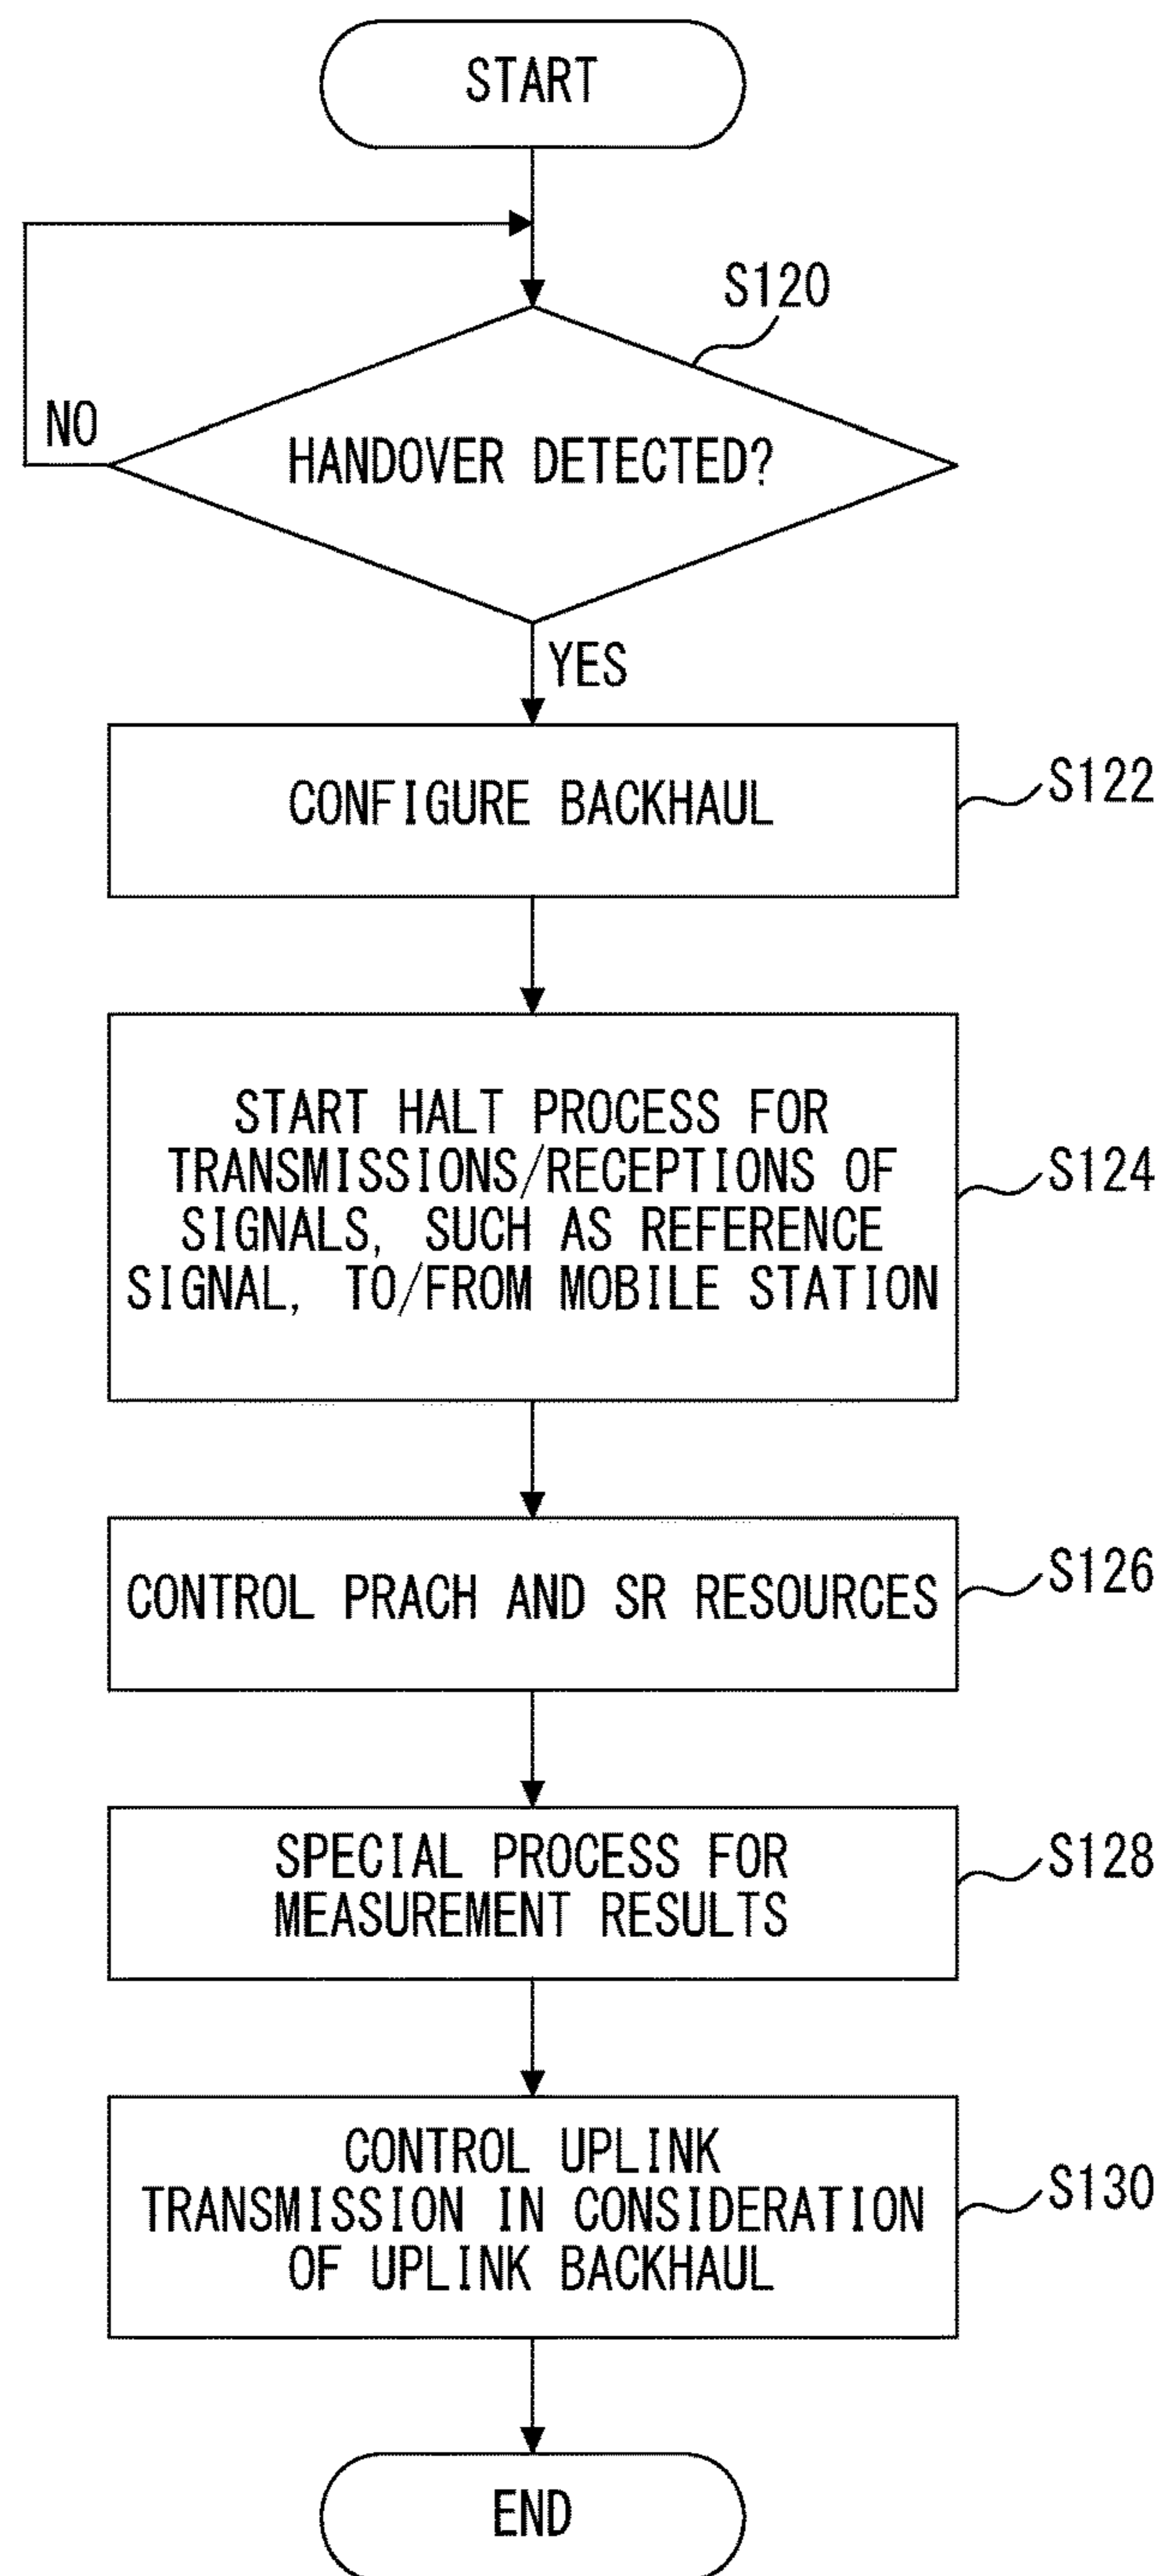 START
S120
NO
HANDOVER DETECTED?
YES
CONFIGURE BACKHAUL
S122
START HALT PROCESS FOR
TRANSMISSIONS/RECEPTIONS OF
SIGNALS, SUCH AS REFERENCE
SIGNAL, TO/FROM MOBILE STATION
S124
CONTROL PRACH AND SR RESOURCES
S126
SPECIAL PROCESS FOR
MEASUREMENT RESULTS
S128
CONTROL UPLINK
TRANSMISSION IN CONSIDERATION
OF UPLINK BACKHAUL
S130
END